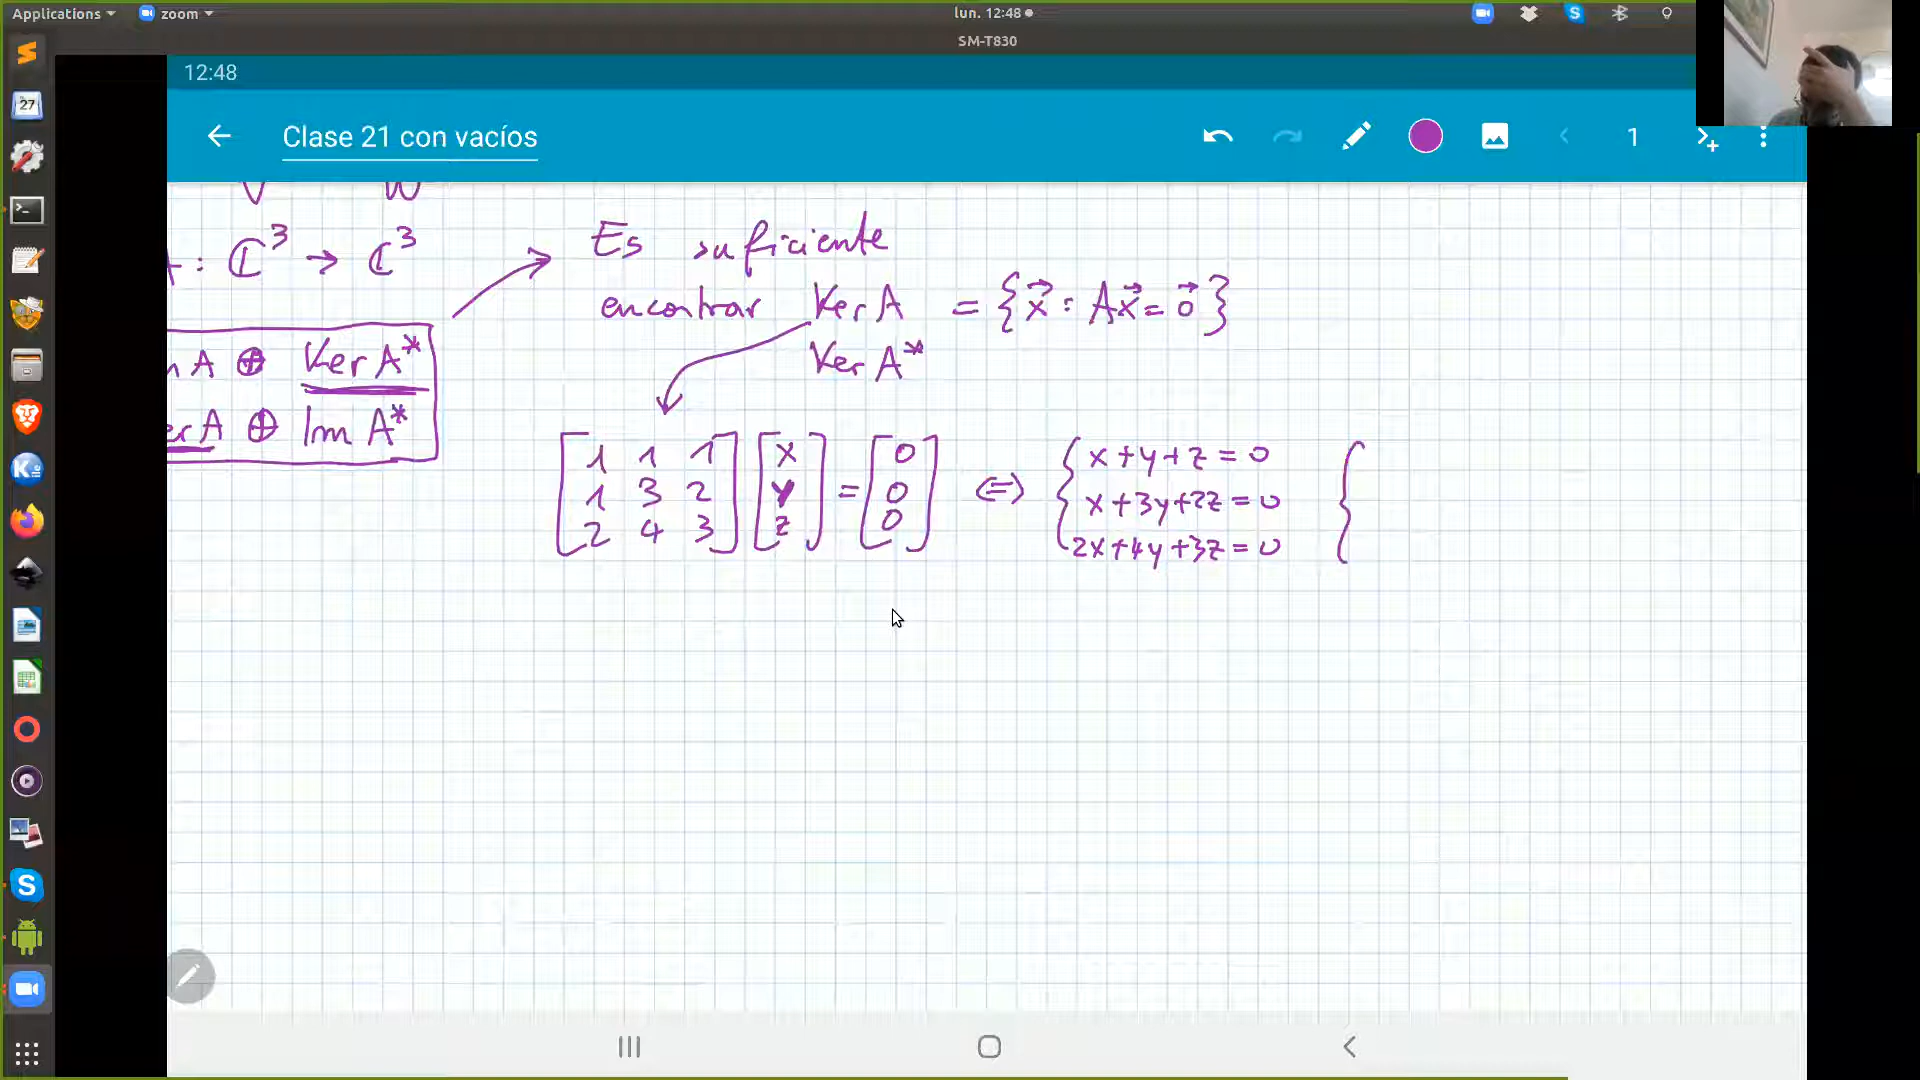 Applications zoom lun. 12:48
SM-T830
12:48
27
Clase 21 con vacíos 1
V W
: ℂ³ → ℂ³
Es suficiente
encontrar Ker A = {x⃗ : Ax⃗ = 0⃗}
Ker A*
A ⊕ Ker A*
er A ⊕ Im A*
[1 1 1] [x] = [0] ⇔ { x + y + z = 0 {
[1 3 2] [y] = [0] x + 3y + 2z = 0
[2 4 3] [z] = [0] 2x + 4y + 3z = 0